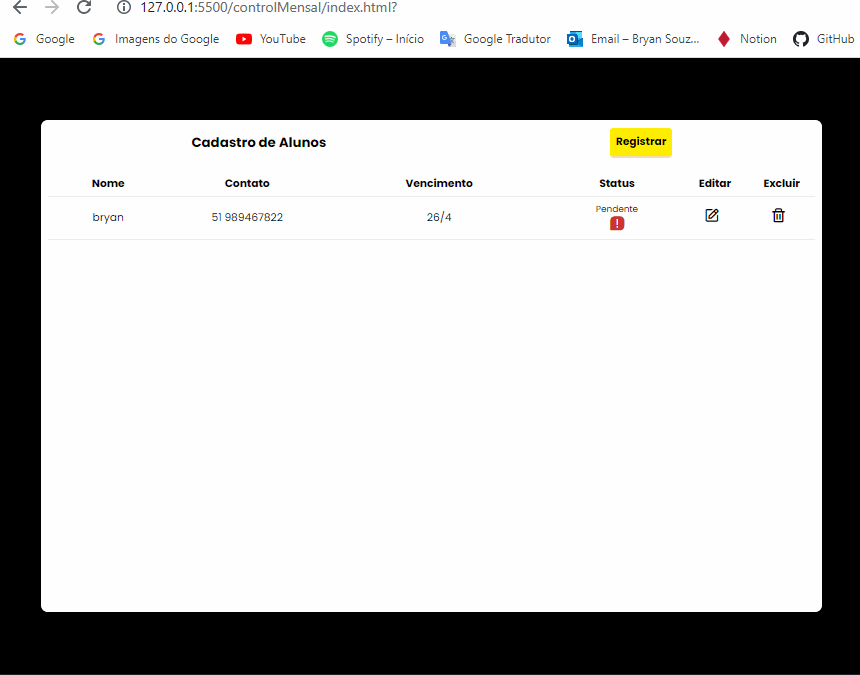 127.0.0.1:5500/controlMensal/index.html?
Google Imagens do Google YouTube Spotify – Início Google Tradutor Email – Bryan Souz... Notion GitHub
Cadastro de Alunos Registrar
Nome Contato Vencimento Status Editar Excluir
bryan 51 989467822 26/4 Pendente